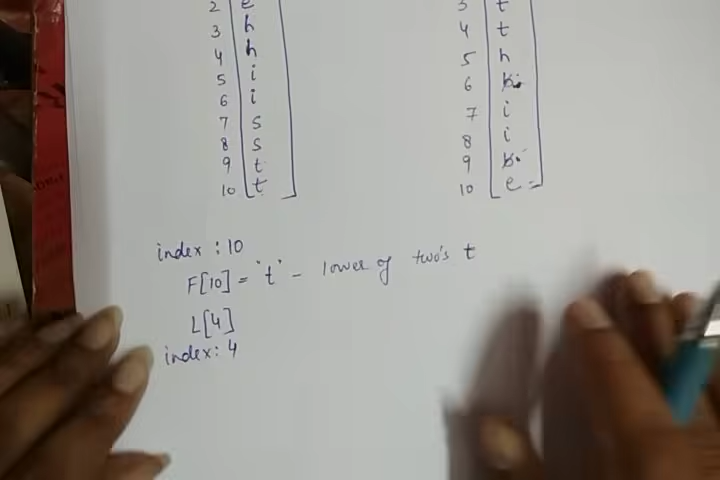 2 e
3 h
4 h
5 i
6 i
7 s
8 s
9 t
10 t
3 t
4 t
5 h
6
7 i
8 i
9
10 e
index : 10
F[10] = "t" - lower of two's t
L[4]
index : 4